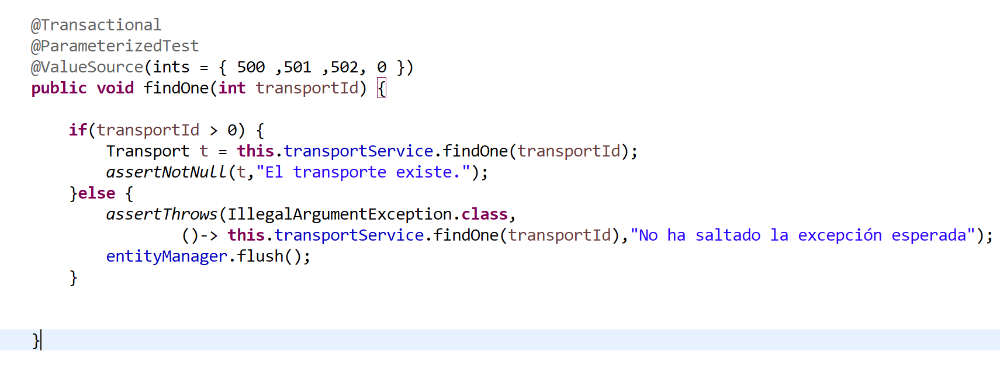 @Transactional
@ParameterizedTest
@ValueSource(ints = { 500 ,501 ,502, 0 })
public void findOne(int transportId) {
if(transportId > 0) {
Transport t = this.transportService.findOne(transportId);
assertNotNull(t,"El transporte existe.");
}else {
assertThrows(IllegalArgumentException.class,
()-> this.transportService.findOne(transportId),"No ha saltado la excepción esperada");
entityManager.flush();
}
}